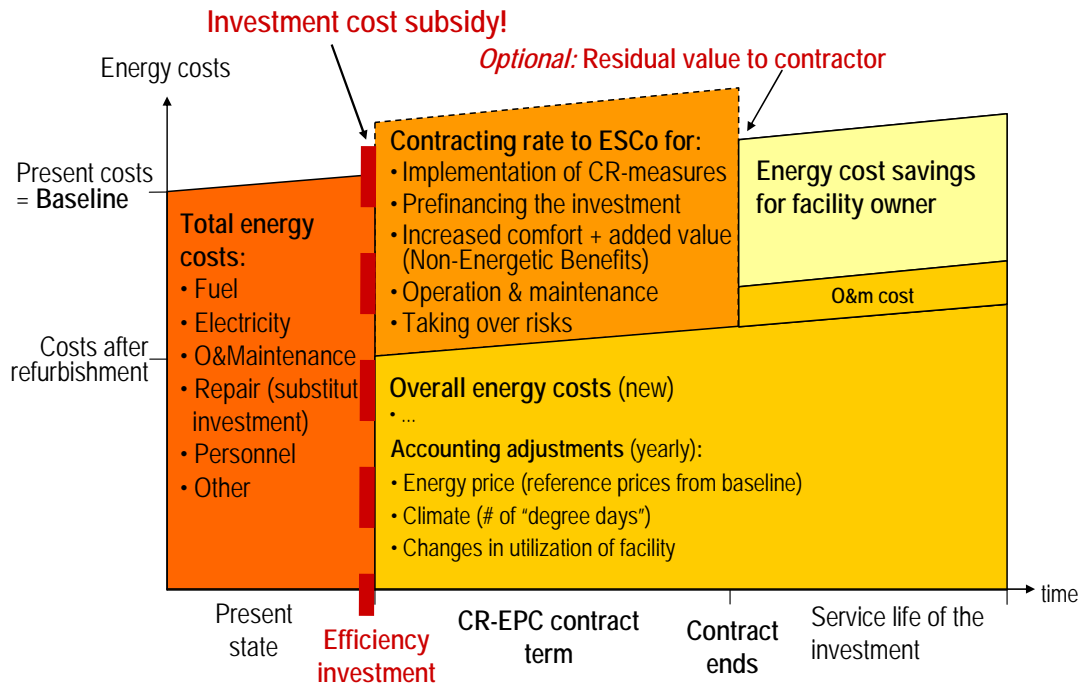 Investment cost subsidy!
Optional: Residual value to contractor
Energy costs
Present costs
= Baseline
Costs after
refurbishment
Total energy
costs:
• Fuel
• Electricity
• O&Maintenance
• Repair (substitut
investment)
• Personnel
• Other
Contracting rate to ESCo for:
• Implementation of CR-measures
• Prefinancing the investment
• Increased comfort + added value
(Non-Energetic Benefits)
• Operation & maintenance
• Taking over risks
Energy cost savings
for facility owner
O&m cost
Overall energy costs (new)
• ...
Accounting adjustments (yearly):
• Energy price (reference prices from baseline)
• Climate (# of "degree days")
• Changes in utilization of facility
time
Present
state
Efficiency
investment
CR-EPC contract
term
Contract
ends
Service life of the
investment